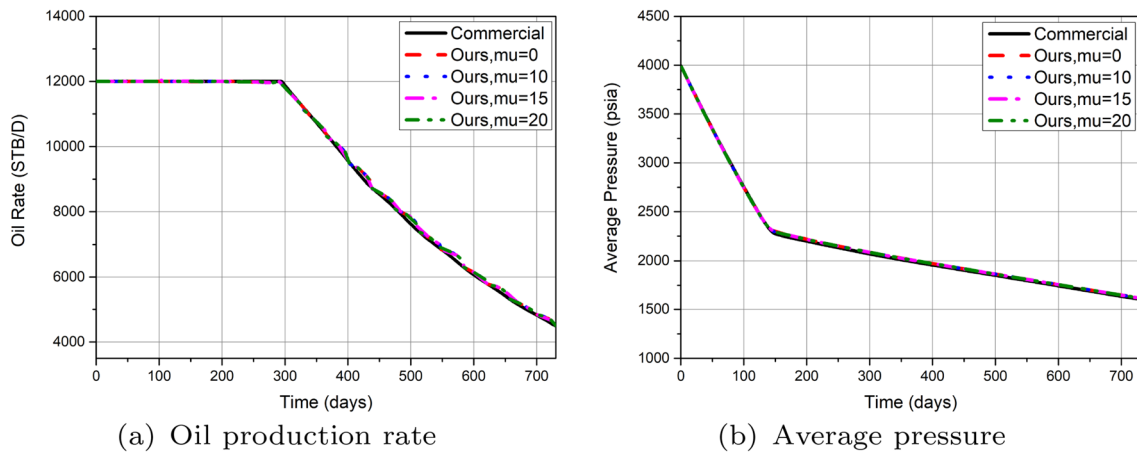 12000
14000
12000
10000
8000
6000
4000
Oil Rate (STB/D)
0 100 200 300 400 500 600 700
Time (days)
Commercial
Ours,mu=0
Ours,mu=10
Ours,mu=15
Ours,mu=20
(a) Oil production rate
4500
4000
3500
3000
2500
2000
1500
1000
Average Pressure (psia)
0 100 200 300 400 500 600 700
Time (days)
Commercial
Ours,mu=0
Ours,mu=10
Ours,mu=15
Ours,mu=20
(b) Average pressure